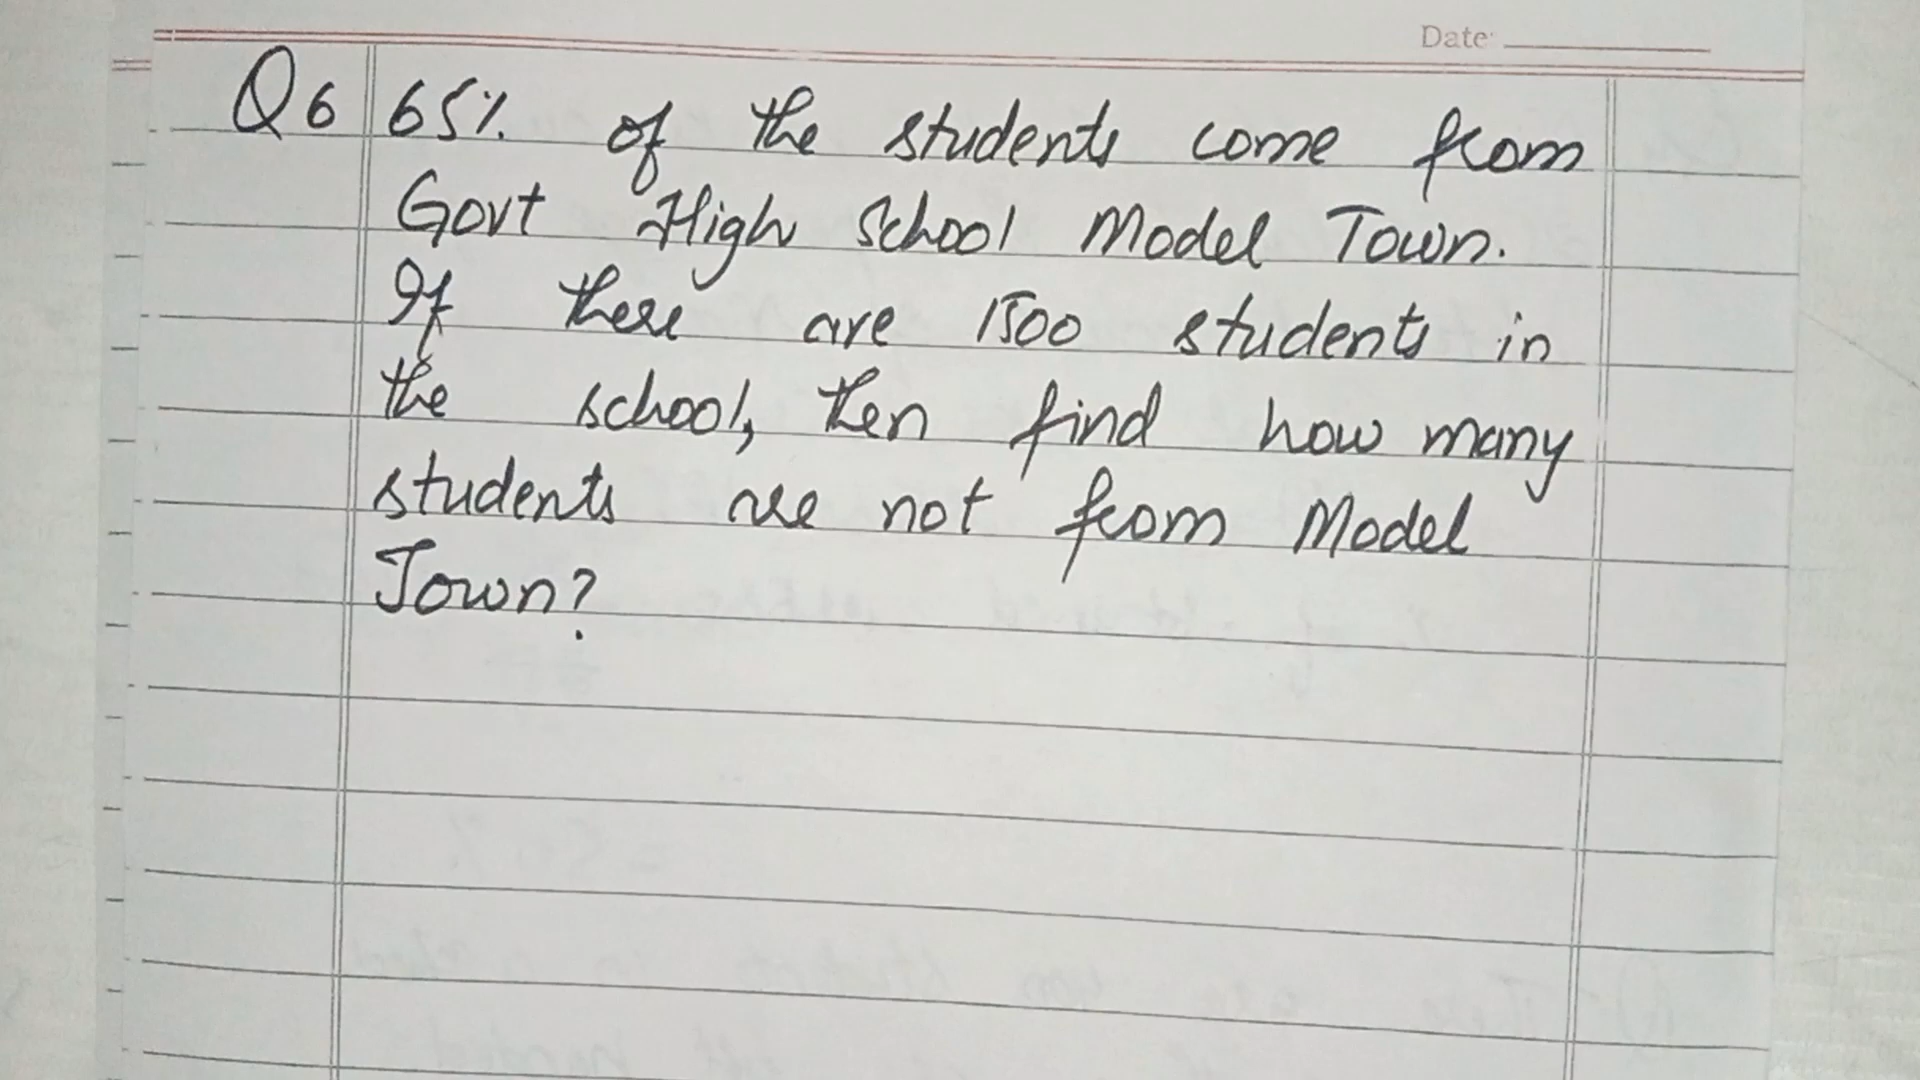 Date:
Q6 65% of the students come from
Govt High School Model Town.
If there are 1500 students in
the school, then find how many
students are not from Model
Town?